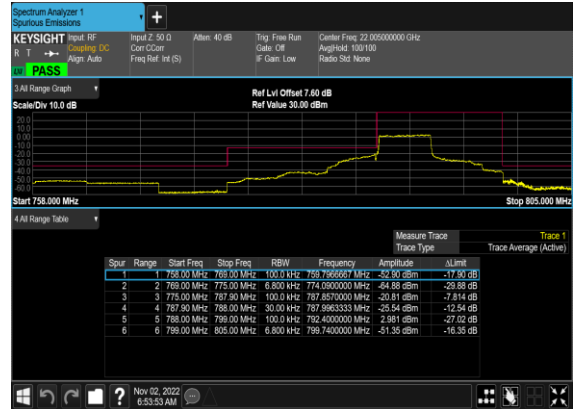 Spectrum Analyzer 1
Spurious Emissions
KEYSIGHT Input: RF Input Z: 50 Ω Atten: 40 dB Trig: Free Run Center Freq: 22.005000000 GHz
R T Coupling: DC Corr CCorr Gate: Off Avg|Hold: 100/100
Align: Auto Freq Ref: Int (S) IF Gain: Low Radio Std: None
PASS
3 All Range Graph
Ref Lvl Offset 7.60 dB
Scale/Div 10.0 dB Ref Value 30.00 dBm
20.0
10.0
0.00
-10.0
-20.0
-30.0
-40.0
-50.0
-60.0
Start 758.000 MHz Stop 805.000 MHz
4 All Range Table
Measure Trace Trace 1
Trace Type Trace Average (Active)
Spur Range Start Freq Stop Freq RBW Frequency Amplitude ΔLimit
1 1 758.00 MHz 769.00 MHz 100.0 kHz 759.7966667 MHz -52.90 dBm -17.90 dB
2 2 769.00 MHz 775.00 MHz 6.800 kHz 774.0900000 MHz -64.88 dBm -29.88 dB
3 3 775.00 MHz 787.90 MHz 100.0 kHz 787.8570000 MHz -20.81 dBm -7.814 dB
4 4 787.90 MHz 788.00 MHz 30.00 kHz 787.9963333 MHz -25.54 dBm -12.54 dB
5 5 788.00 MHz 799.00 MHz 100.0 kHz 792.4000000 MHz 2.981 dBm -27.02 dB
6 6 799.00 MHz 805.00 MHz 6.800 kHz 799.7400000 MHz -51.35 dBm -16.35 dB
Nov 02, 2022
6:53:53 AM